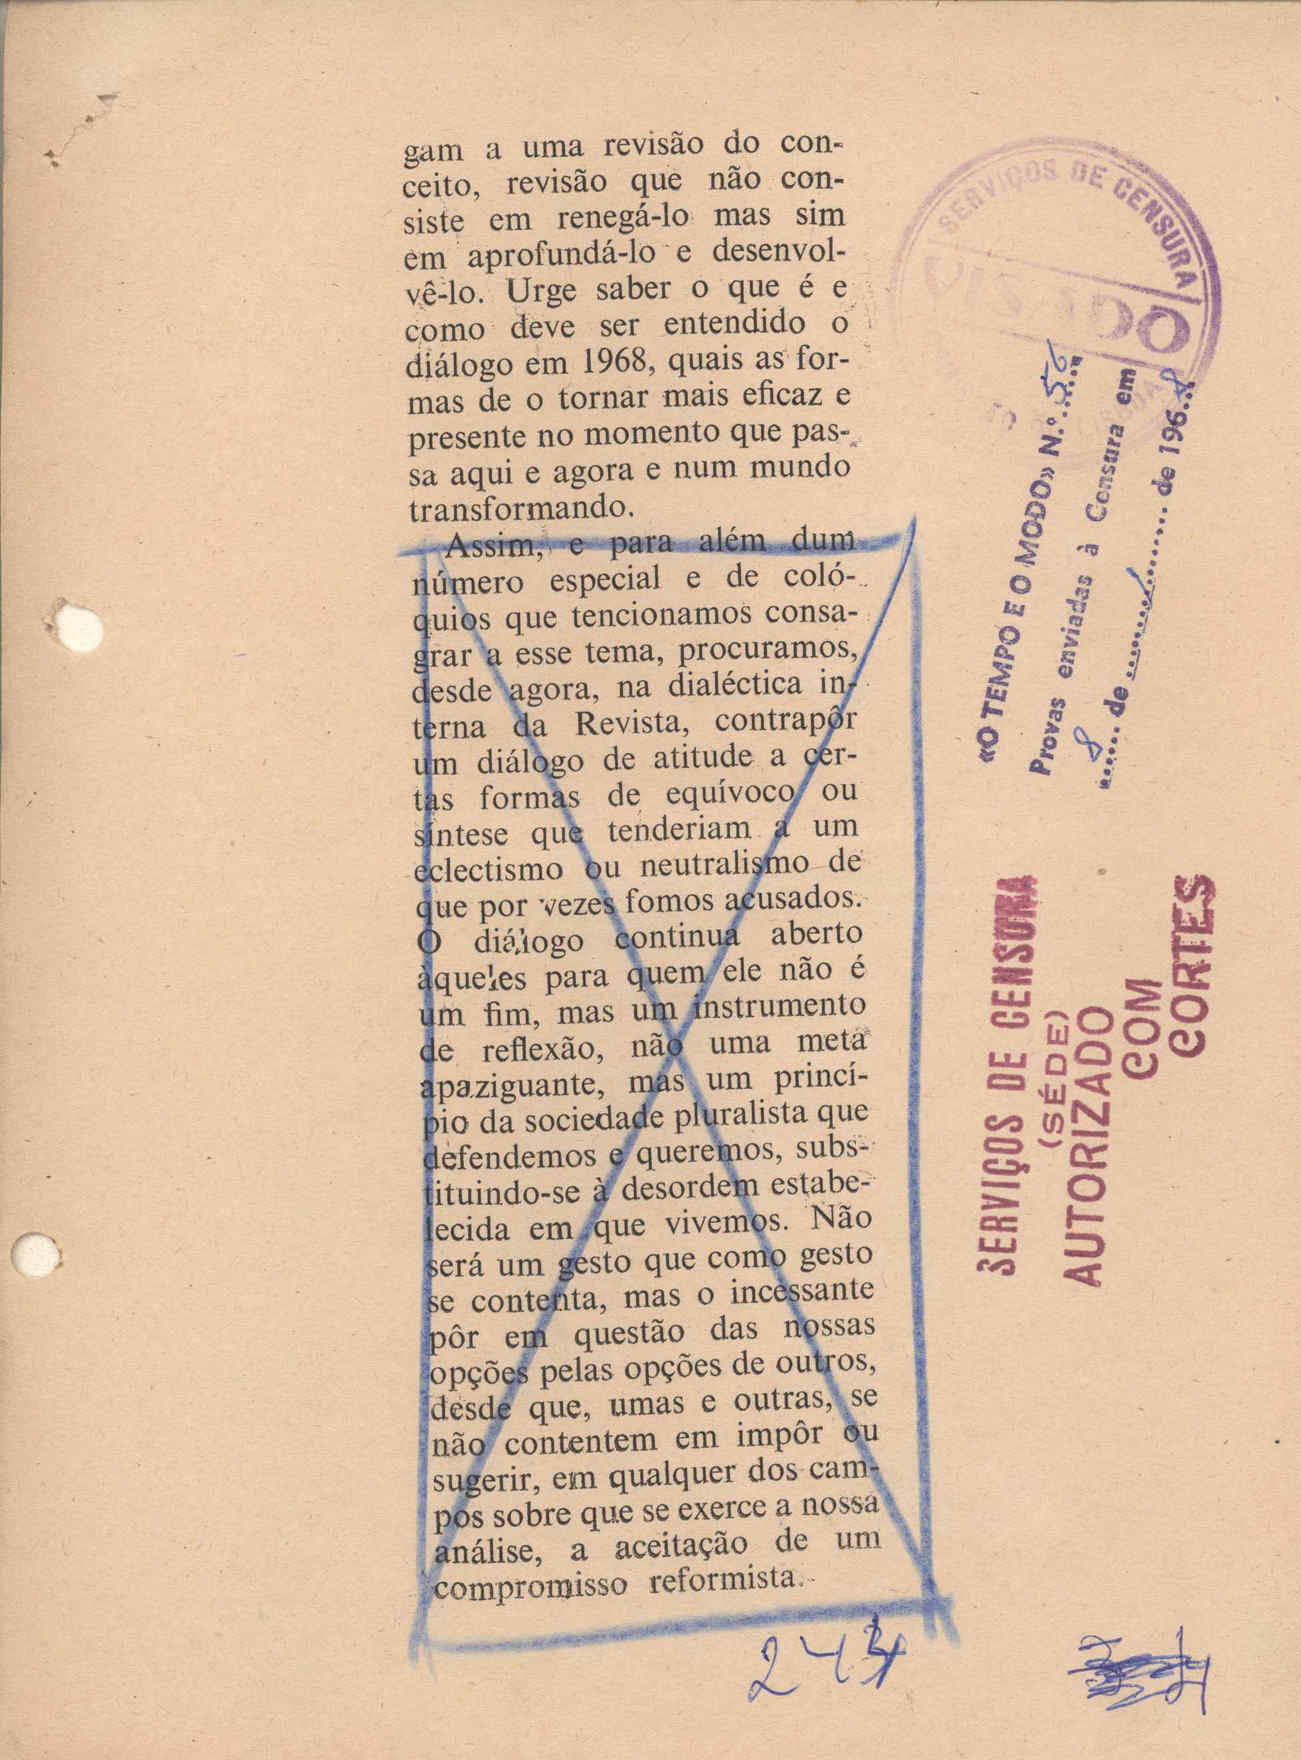 gam a uma revisão do con-
ceito, revisão que não con-
siste em renegá-lo mas sim
em aprofundá-lo e desenvol-
vê-lo. Urge saber o que é e
como deve ser entendido o
diálogo em 1968, quais as for-
mas de o tornar mais eficaz e
presente no momento que pas-
sa aqui e agora e num mundo
transformando.
Assim, e para além dum
número especial e de coló-
quios que tencionamos consa-
grar a esse tema, procuramos,
desde agora, na dialéctica in-
terna da Revista, contrapôr
um diálogo de atitude a cer-
tas formas de equívoco ou
síntese que tenderiam a um
eclectismo ou neutralismo de
que por vezes fomos acusados.
O diálogo continua aberto
àqueles para quem ele não é
um fim, mas um instrumento
de reflexão, não uma meta
apaziguante, mas um princí-
pio da sociedade pluralista que
defendemos e queremos, subs-
tituindo-se à desordem estabe-
lecida em que vivemos. Não
será um gesto que como gesto
se contenta, mas o incessante
pôr em questão das nossas
opções pelas opções de outros,
desde que, umas e outras, se
não contentem em impôr ou
sugerir, em qualquer dos cam-
pos sobre que se exerce a nossa
análise, a aceitação de um
compromisso reformista.
SERVIÇOS DE CENSURA
VISADO
«O TEMPO E O MODO» N.º 56
Provas enviadas à Censura em
8 de ........ de 1968
SERVIÇOS DE CENSURA
(SÉDE)
AUTORIZADO
COM
CORTES